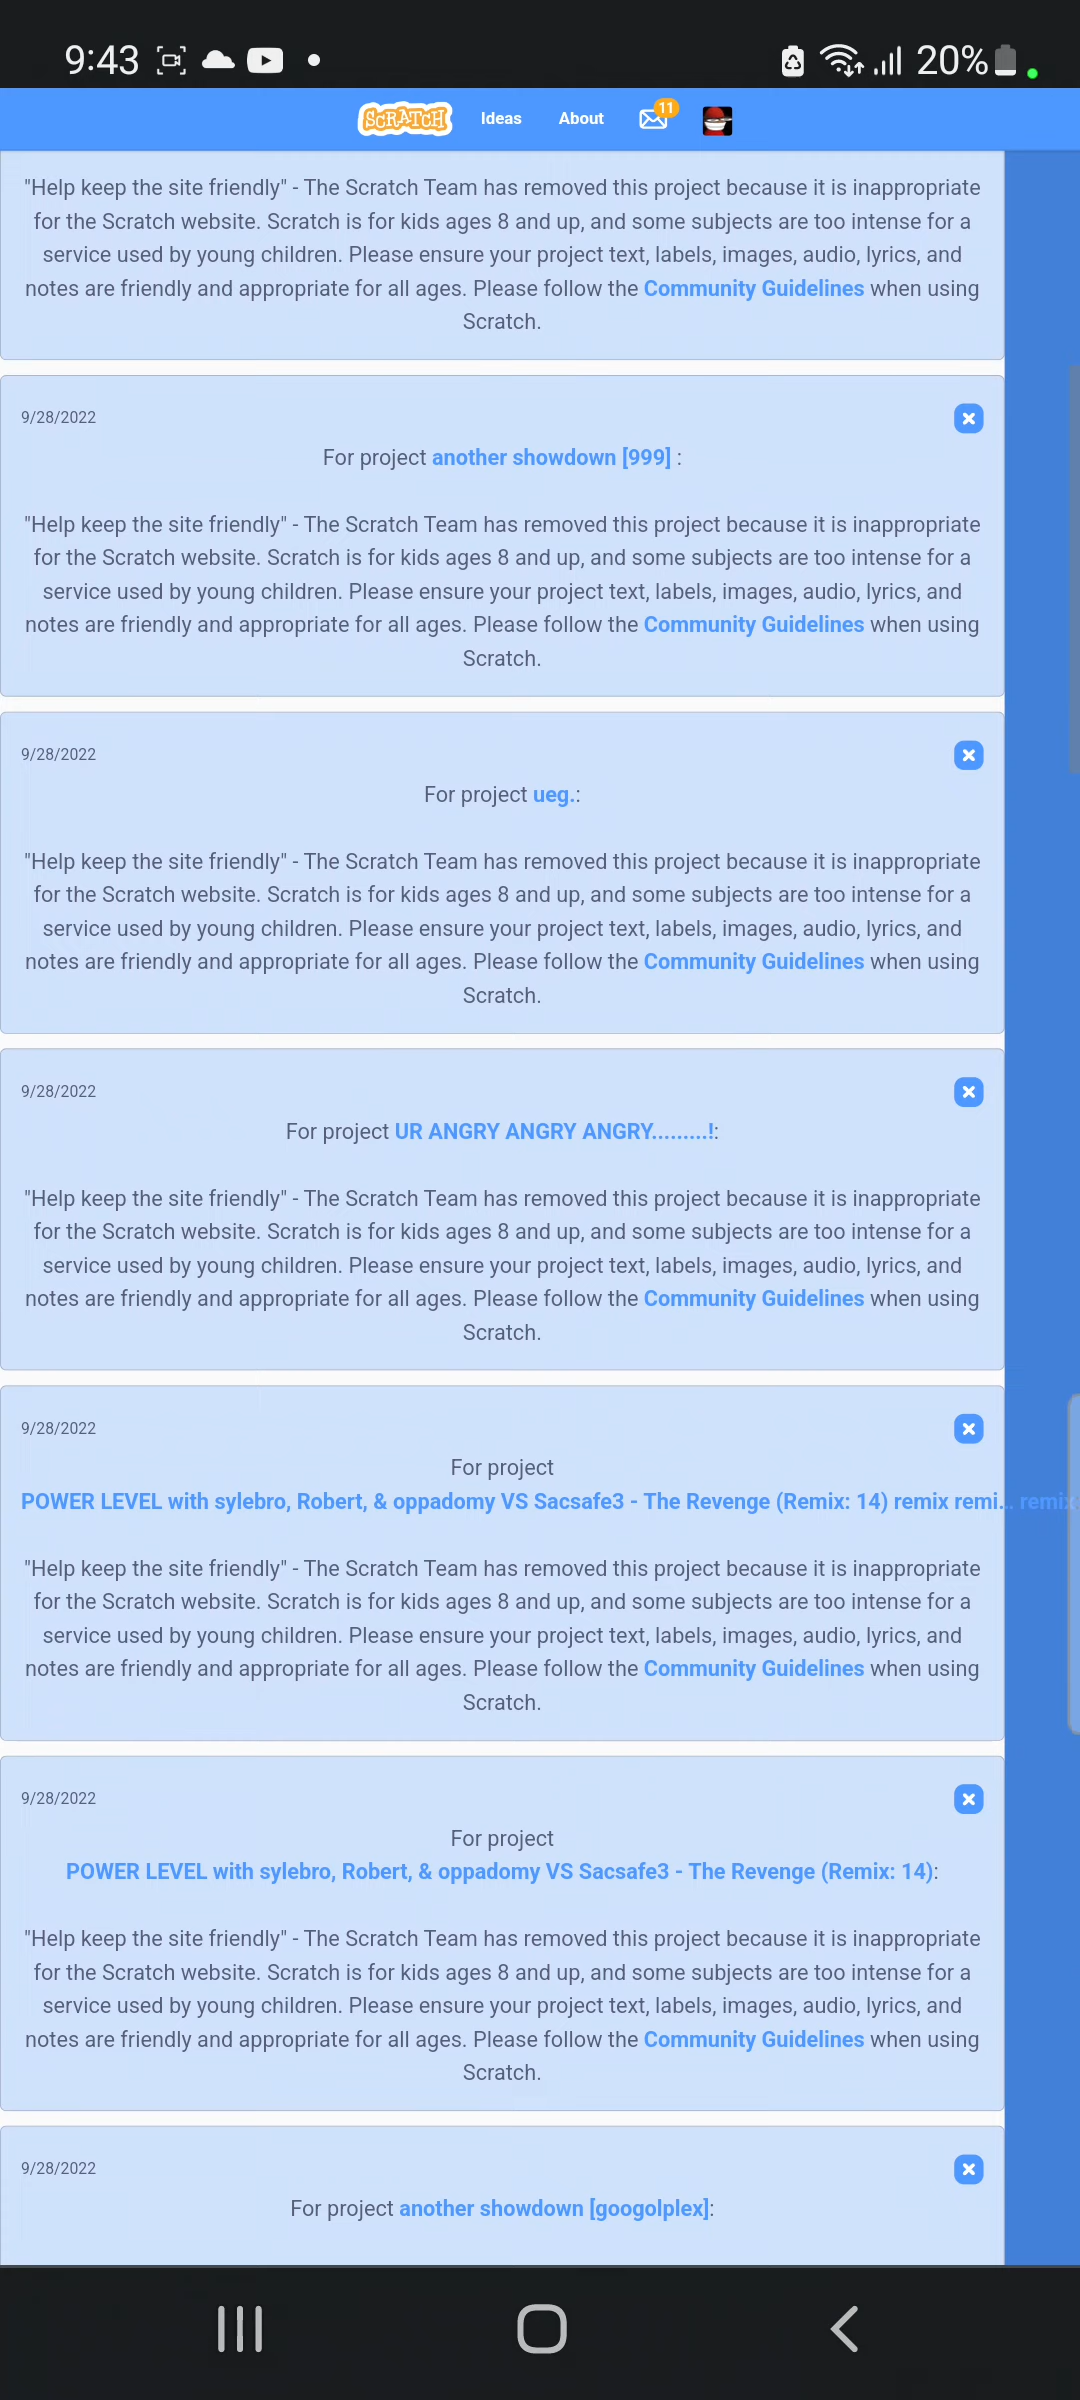 9:43
20%
SCRATCH Ideas About 11
"Help keep the site friendly" - The Scratch Team has removed this project because it is inappropriate
for the Scratch website. Scratch is for kids ages 8 and up, and some subjects are too intense for a
service used by young children. Please ensure your project text, labels, images, audio, lyrics, and
notes are friendly and appropriate for all ages. Please follow the Community Guidelines when using
Scratch.
9/28/2022
For project another showdown [999] :
"Help keep the site friendly" - The Scratch Team has removed this project because it is inappropriate
for the Scratch website. Scratch is for kids ages 8 and up, and some subjects are too intense for a
service used by young children. Please ensure your project text, labels, images, audio, lyrics, and
notes are friendly and appropriate for all ages. Please follow the Community Guidelines when using
Scratch.
9/28/2022
For project ueg.:
"Help keep the site friendly" - The Scratch Team has removed this project because it is inappropriate
for the Scratch website. Scratch is for kids ages 8 and up, and some subjects are too intense for a
service used by young children. Please ensure your project text, labels, images, audio, lyrics, and
notes are friendly and appropriate for all ages. Please follow the Community Guidelines when using
Scratch.
9/28/2022
For project UR ANGRY ANGRY ANGRY.........!:
"Help keep the site friendly" - The Scratch Team has removed this project because it is inappropriate
for the Scratch website. Scratch is for kids ages 8 and up, and some subjects are too intense for a
service used by young children. Please ensure your project text, labels, images, audio, lyrics, and
notes are friendly and appropriate for all ages. Please follow the Community Guidelines when using
Scratch.
9/28/2022
For project
POWER LEVEL with sylebro, Robert, & oppadomy VS Sacsafe3 - The Revenge (Remix: 14) remix remi... remix
"Help keep the site friendly" - The Scratch Team has removed this project because it is inappropriate
for the Scratch website. Scratch is for kids ages 8 and up, and some subjects are too intense for a
service used by young children. Please ensure your project text, labels, images, audio, lyrics, and
notes are friendly and appropriate for all ages. Please follow the Community Guidelines when using
Scratch.
9/28/2022
For project
POWER LEVEL with sylebro, Robert, & oppadomy VS Sacsafe3 - The Revenge (Remix: 14):
"Help keep the site friendly" - The Scratch Team has removed this project because it is inappropriate
for the Scratch website. Scratch is for kids ages 8 and up, and some subjects are too intense for a
service used by young children. Please ensure your project text, labels, images, audio, lyrics, and
notes are friendly and appropriate for all ages. Please follow the Community Guidelines when using
Scratch.
9/28/2022
For project another showdown [googolplex]: